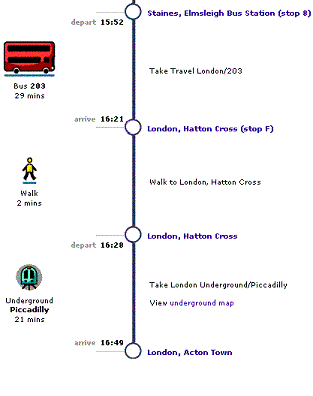 Staines, Elmsleigh Bus Station (stop 8)
depart 15:52
Take Travel London/203
Bus 203
29 mins
arrive 16:21
London, Hatton Cross (stop F)
Walk to London, Hatton Cross
Walk
2 mins
London, Hatton Cross
depart 16:28
Take London Underground/Piccadilly
Underground
View underground map
Piccadilly
21 mins
arrive 16:49
London, Acton Town